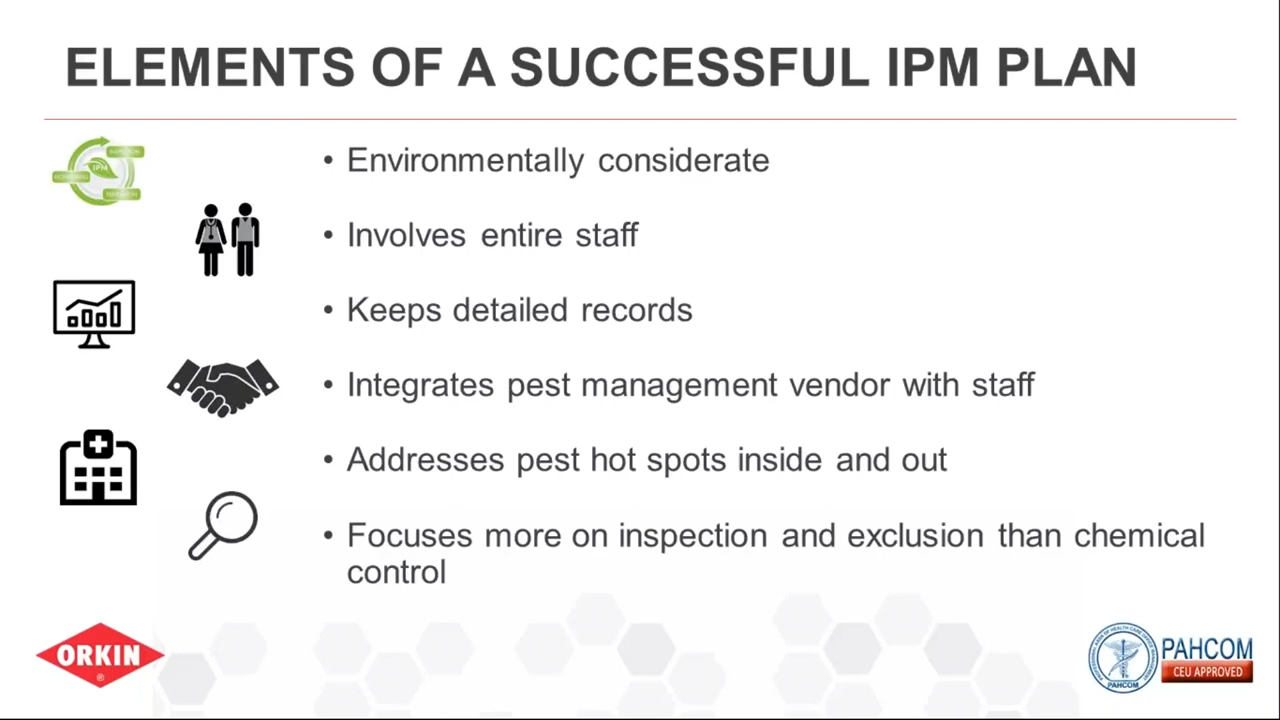 ELEMENTS OF A SUCCESSFUL IPM PLAN
IPM
• Environmentally considerate
• Involves entire staff
• Keeps detailed records
• Integrates pest management vendor with staff
• Addresses pest hot spots inside and out
• Focuses more on inspection and exclusion than chemical
control
ORKIN
®
PAHCOM
PAHCOM
CEU APPROVED